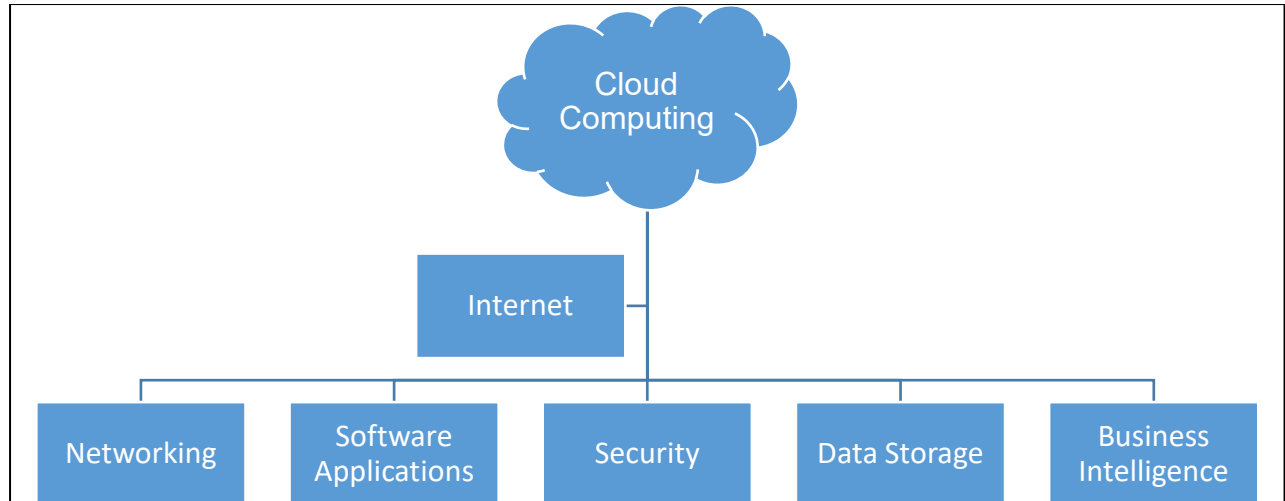 Cloud
Computing
Internet
Networking
Software
Applications
Security
Data Storage
Business
Intelligence